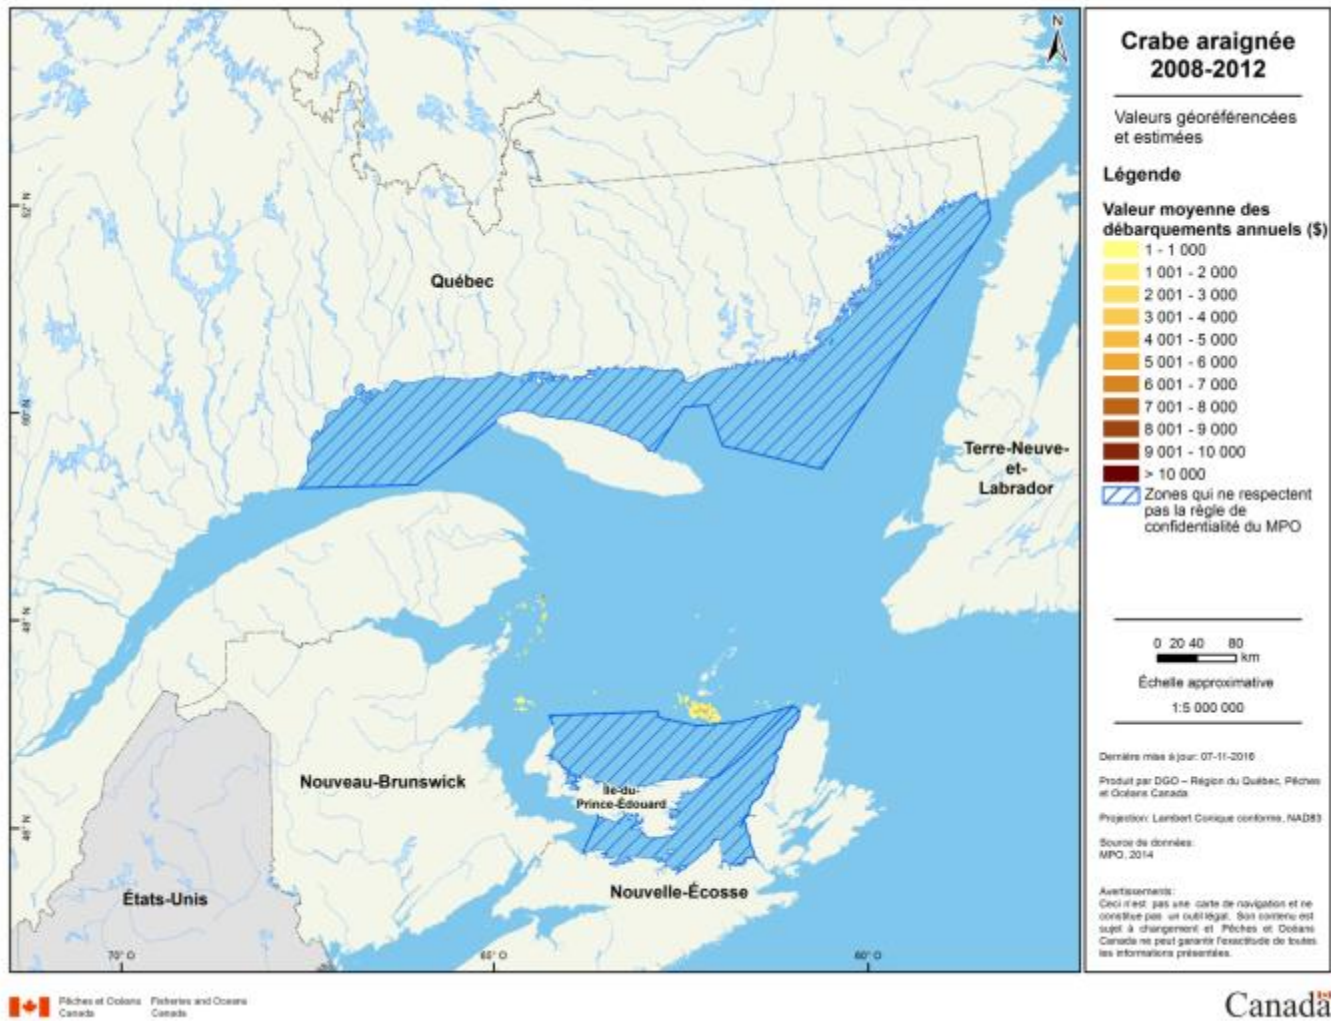 N
52° N
50° N
48° N
46° N
70° O
65° O
60° O
Québec
Terre-Neuve-
et-
Labrador
Nouveau-Brunswick
Île-du-
Prince-Édouard
Nouvelle-Écosse
États-Unis
Crabe araignée
2008-2012
Valeurs géoréférencées
et estimées
Légende
Valeur moyenne des
débarquements annuels ($)
1 - 1 000
1 001 - 2 000
2 001 - 3 000
3 001 - 4 000
4 001 - 5 000
5 001 - 6 000
6 001 - 7 000
7 001 - 8 000
8 001 - 9 000
9 001 - 10 000
> 10 000
Zones qui ne respectent
pas la règle de
confidentialité du MPO
0 20 40 80
km
Échelle approximative
1:5 000 000
Dernière mise à jour: 07-11-2016
Produit par DGO – Région du Québec, Pêches
et Océans Canada
Projection: Lambert Conique conforme, NAD83
Source de données:
MPO, 2014
Avertissements:
Ceci n'est pas une carte de navigation et ne
constitue pas un outil légal. Son contenu est
sujet à changement et Pêches et Océans
Canada ne peut garantir l'exactitude de toutes
les informations présentées.
Pêches et Océans Fisheries and Oceans
Canada Canada
Canada